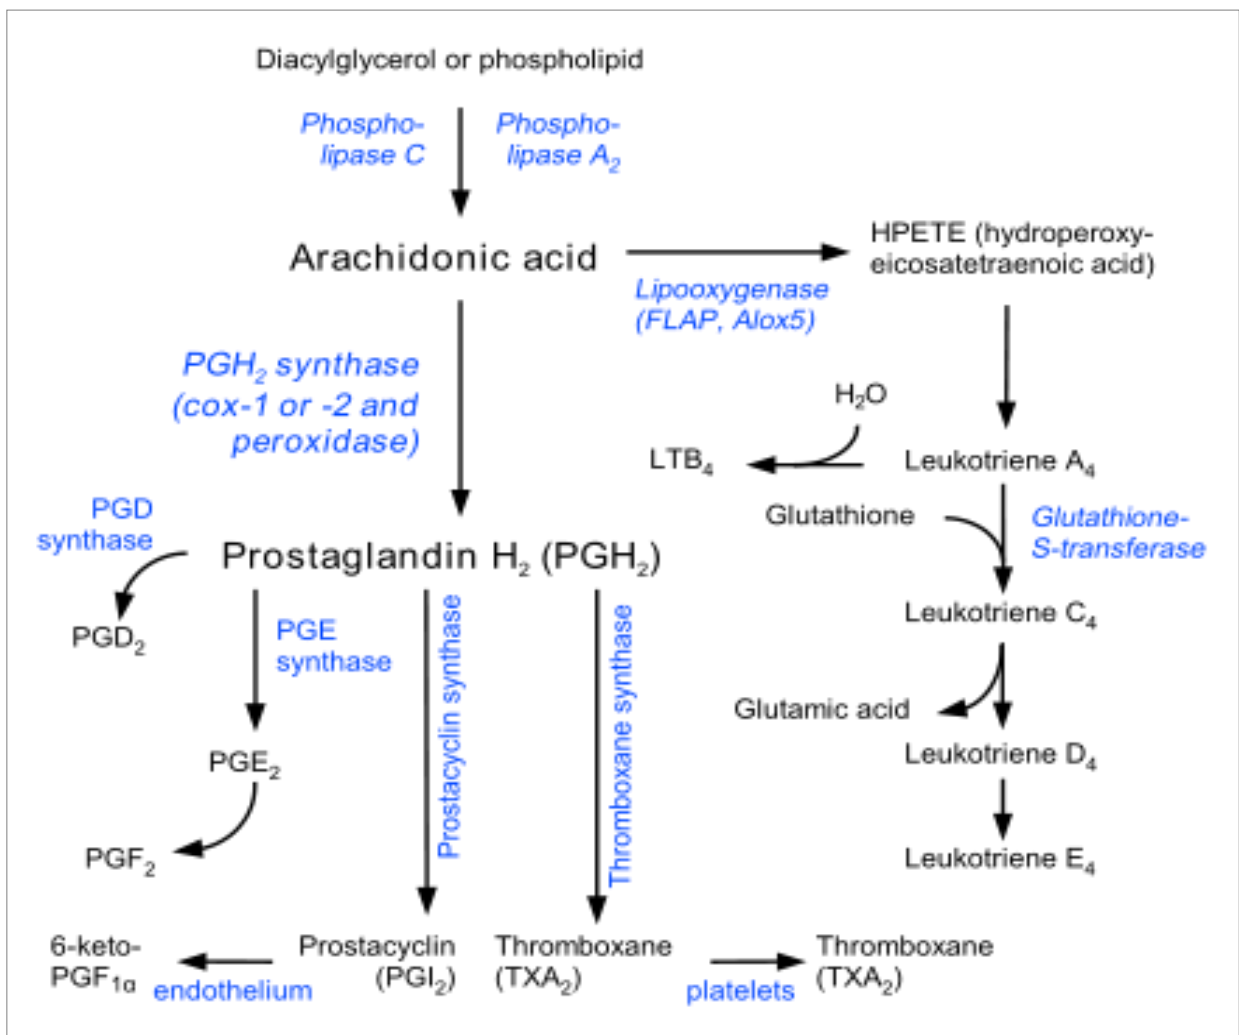 Diacylglycerol or phospholipid
Phospho-
lipase C
Phospho-
lipase A2
Arachidonic acid
HPETE (hydroperoxy-
eicosatetraenoic acid)
Lipooxygenase
(FLAP, Alox5)
PGH2 synthase
(cox-1 or -2 and
peroxidase)
H2O
LTB4
Leukotriene A4
Glutathione
Glutathione-
S-transferase
PGD
synthase
Prostaglandin H2 (PGH2)
Leukotriene C4
PGD2
PGE
synthase
Prostacyclin synthase
Thromboxane synthase
Glutamic acid
Leukotriene D4
PGE2
PGF2
Leukotriene E4
6-keto-
PGF1α
endothelium
Prostacyclin
(PGI2)
Thromboxane
(TXA2)
platelets
Thromboxane
(TXA2)